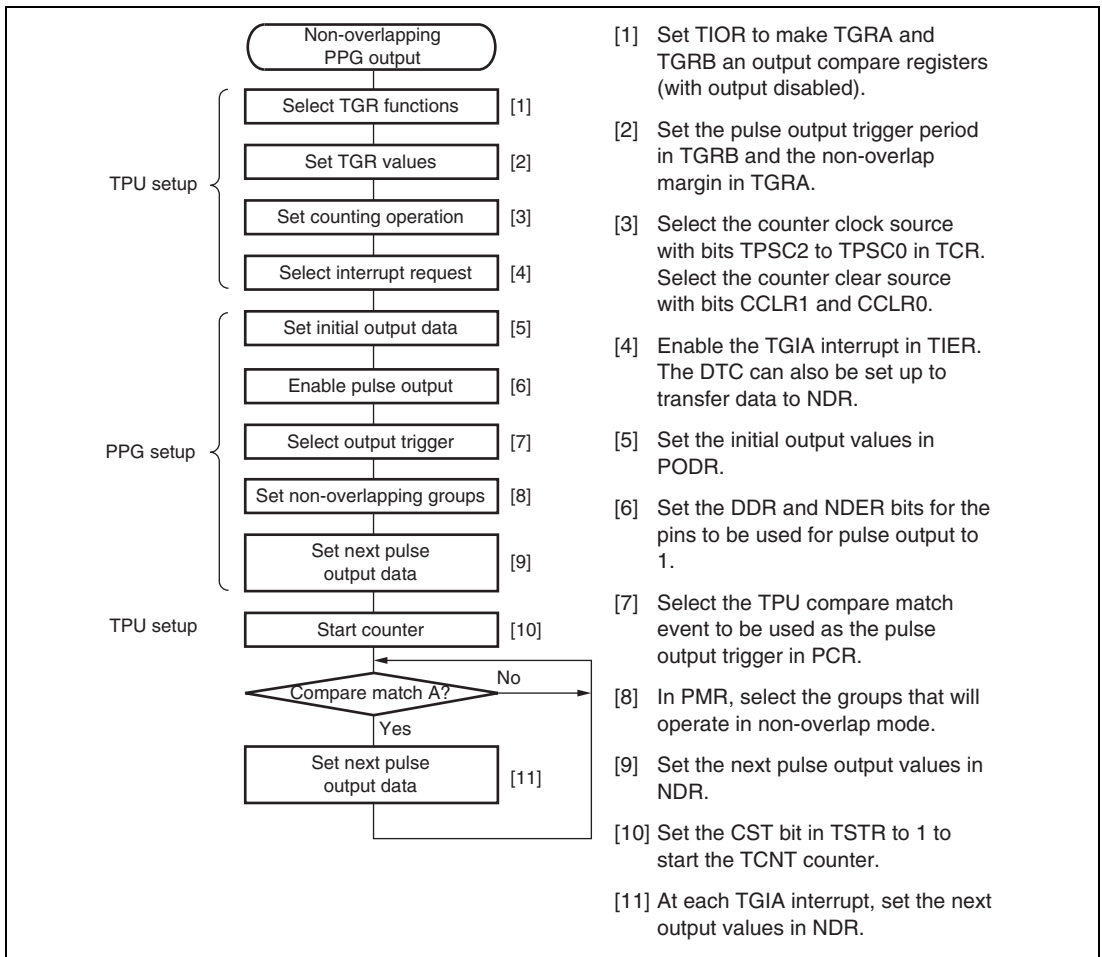 Non-overlapping
PPG output
TPU setup
Select TGR functions [1]
Set TGR values [2]
Set counting operation [3]
Select interrupt request [4]
PPG setup
Set initial output data [5]
Enable pulse output [6]
Select output trigger [7]
Set non-overlapping groups [8]
Set next pulse
output data [9]
TPU setup
Start counter [10]
Compare match A?
No
Yes
Set next pulse
output data [11]
[1] Set TIOR to make TGRA and
TGRB an output compare registers
(with output disabled).
[2] Set the pulse output trigger period
in TGRB and the non-overlap
margin in TGRA.
[3] Select the counter clock source
with bits TPSC2 to TPSC0 in TCR.
Select the counter clear source
with bits CCLR1 and CCLR0.
[4] Enable the TGIA interrupt in TIER.
The DTC can also be set up to
transfer data to NDR.
[5] Set the initial output values in
PODR.
[6] Set the DDR and NDER bits for the
pins to be used for pulse output to
1.
[7] Select the TPU compare match
event to be used as the pulse
output trigger in PCR.
[8] In PMR, select the groups that will
operate in non-overlap mode.
[9] Set the next pulse output values in
NDR.
[10] Set the CST bit in TSTR to 1 to
start the TCNT counter.
[11] At each TGIA interrupt, set the next
output values in NDR.